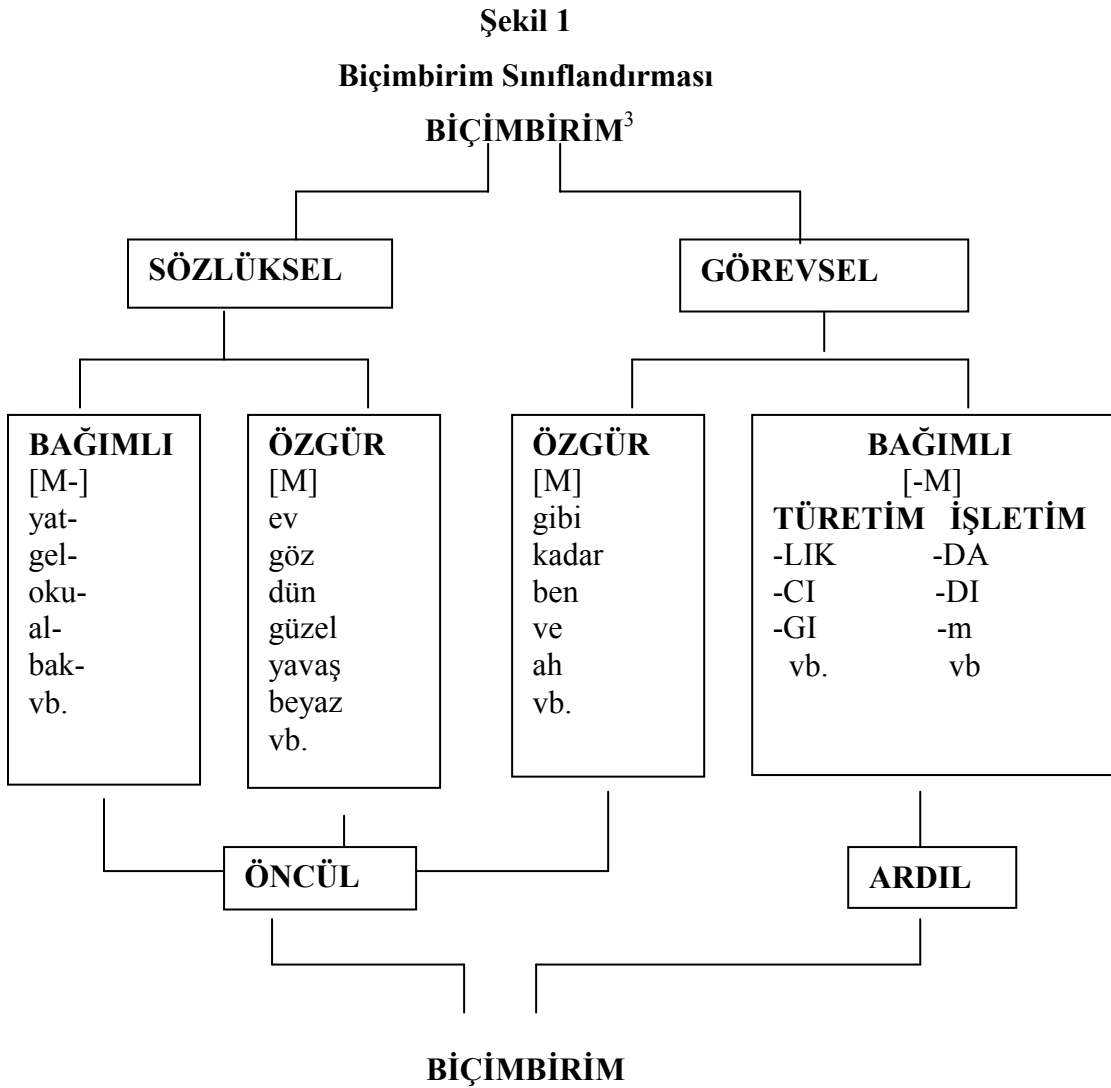 Şekil 1
Biçimbirim Sınıflandırması
BİÇİMBİRİM3
SÖZLÜKSEL
GÖREVSEL
BAĞIMLI
[M-]
yat-
gel-
oku-
al-
bak-
vb.
ÖZGÜR
[M]
ev
göz
dün
güzel
yavaş
beyaz
vb.
ÖZGÜR
[M]
gibi
kadar
ben
ve
ah
vb.
BAĞIMLI
[-M]
TÜRETİM İŞLETİM
-LIK -DA
-CI -DI
-GI -m
vb. vb
ÖNCÜL
ARDIL
BİÇİMBİRİM